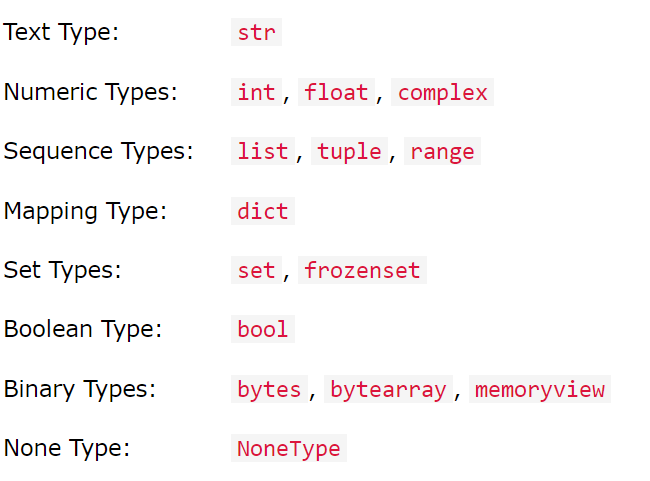 Text Type: str
Numeric Types: int, float, complex
Sequence Types: list, tuple, range
Mapping Type: dict
Set Types: set, frozenset
Boolean Type: bool
Binary Types: bytes, bytearray, memoryview
None Type: NoneType